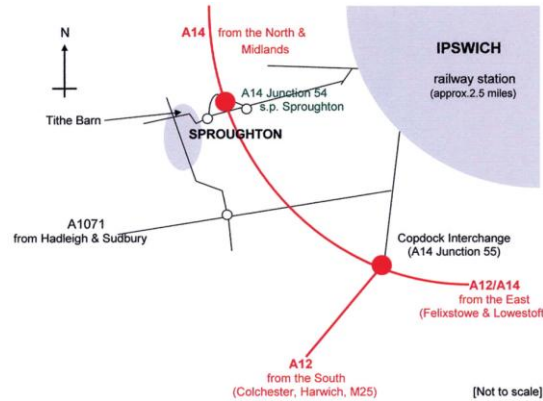 N
A14 from the North &
Midlands
IPSWICH
railway station
(approx.2.5 miles)
A14 Junction 54
s.p. Sproughton
Tithe Barn
SPROUGHTON
A1071
from Hadleigh & Sudbury
Copdock Interchange
(A14 Junction 55)
A12/A14
from the East
(Felixstowe & Lowestoft
A12
from the South
(Colchester, Harwich, M25)
[Not to scale]